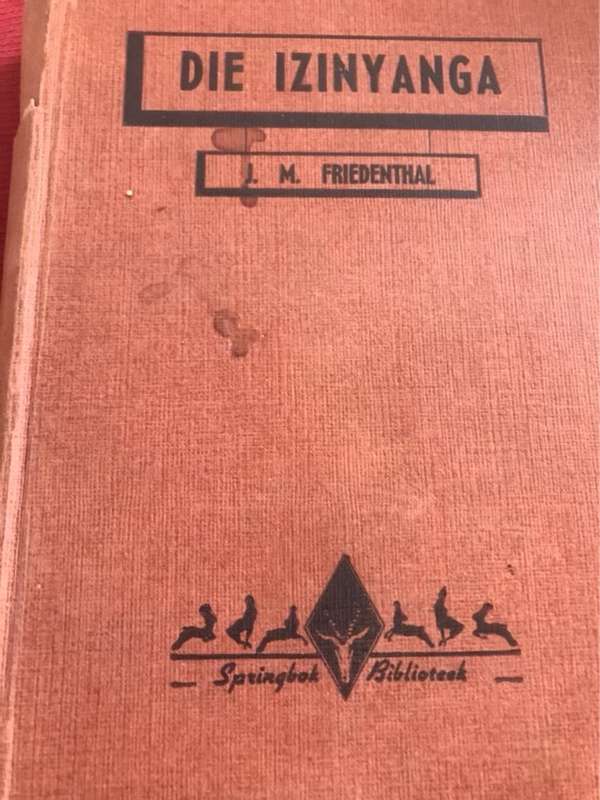 DIE IZINYANGA
J. M. FRIEDENTHAL
Springbok Biblioteek